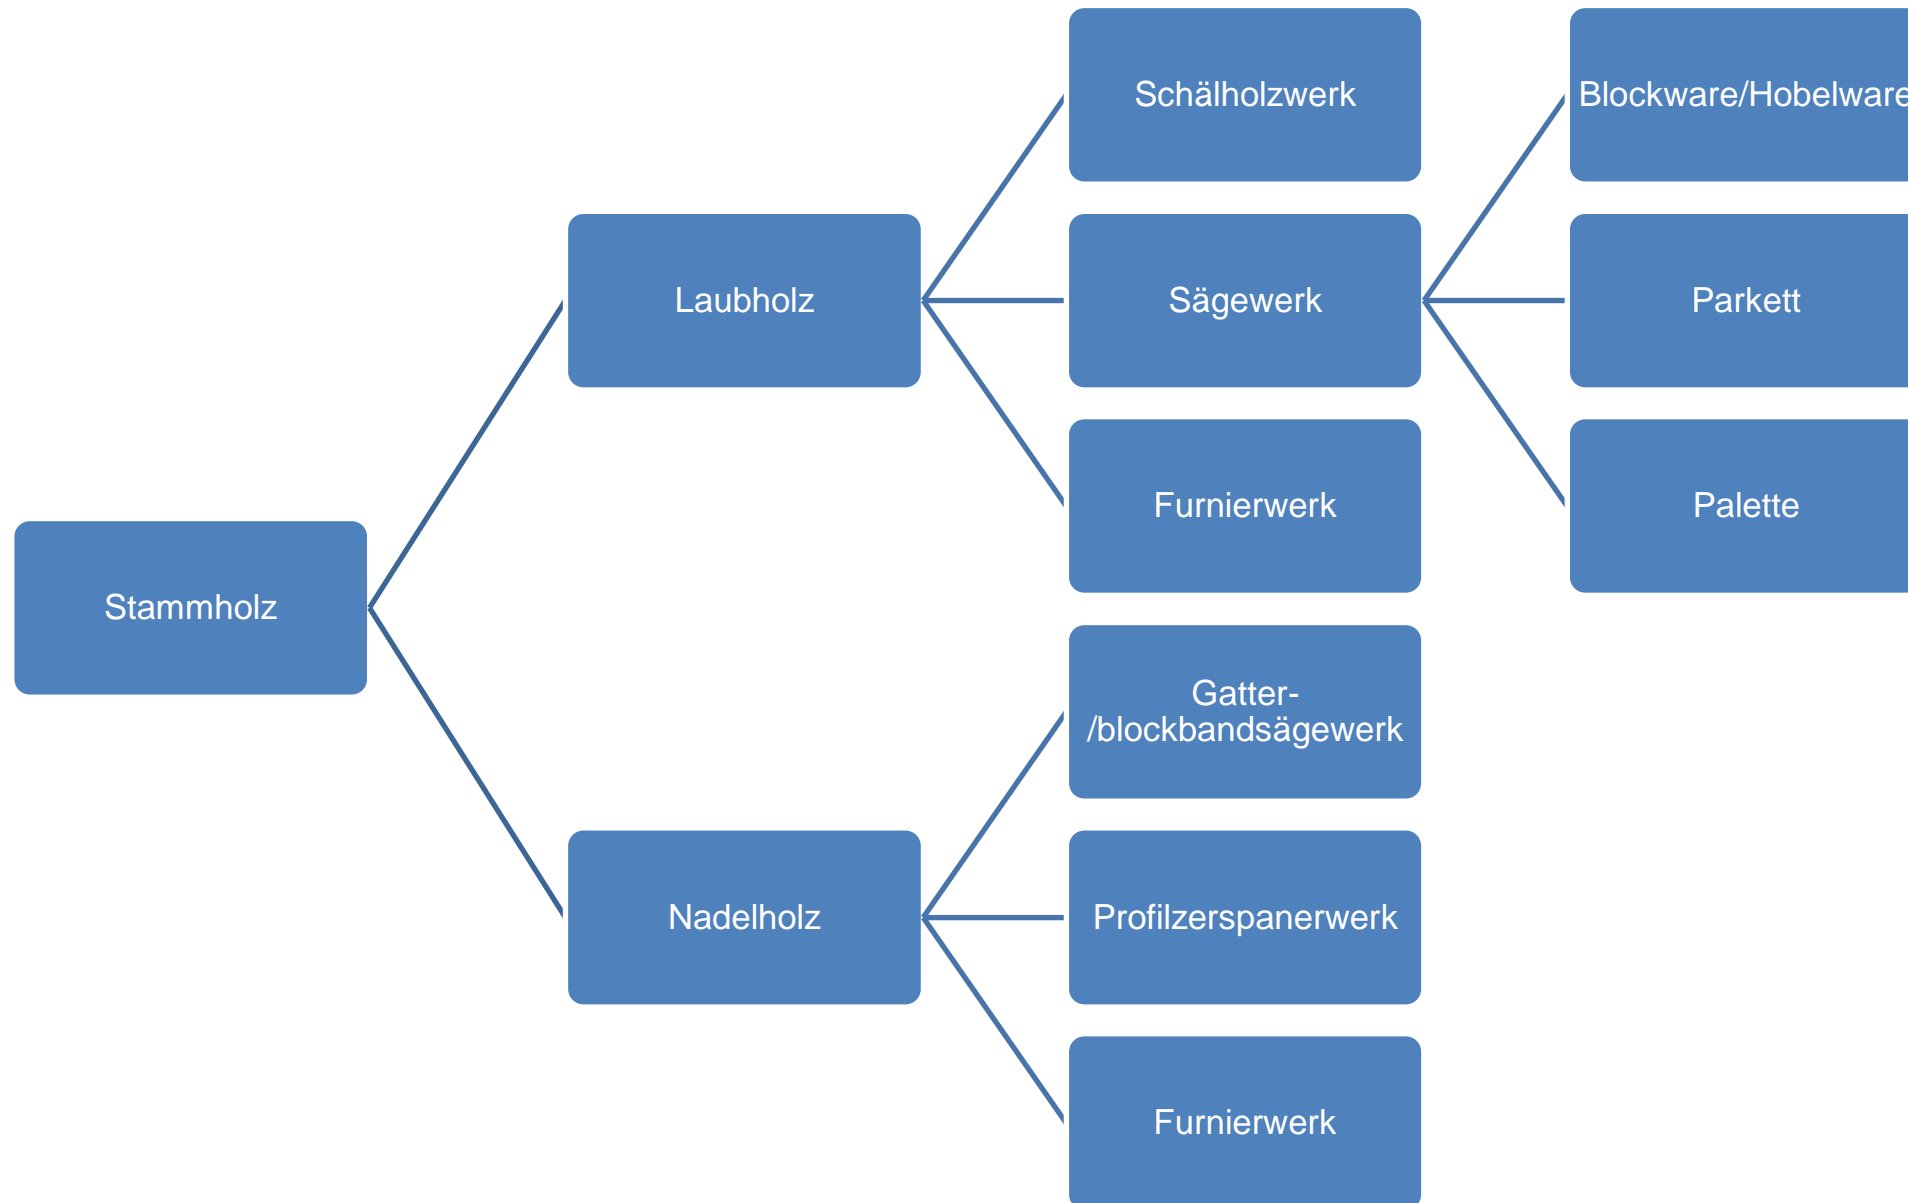 Stammholz
Laubholz
Schälholzwerk
Sägewerk
Blockware/Hobelware
Parkett
Palette
Furnierwerk
Nadelholz
Gatter-
/blockbandsägewerk
Profilzerspanerwerk
Furnierwerk